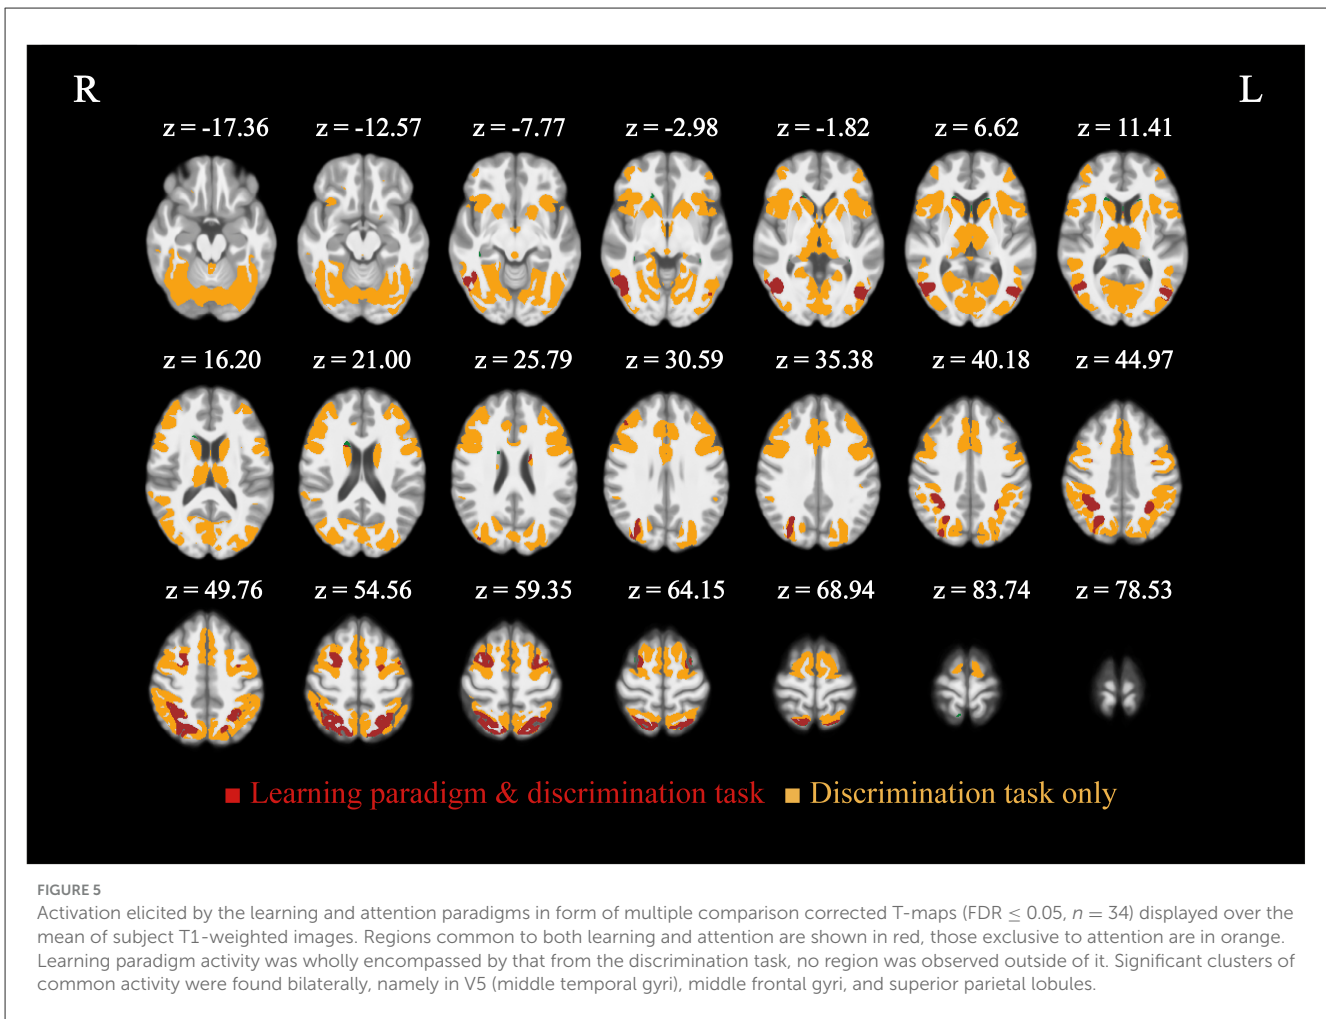 R
L
z = -17.36 z = -12.57 z = -7.77 z = -2.98 z = -1.82 z = 6.62 z = 11.41
z = 16.20 z = 21.00 z = 25.79 z = 30.59 z = 35.38 z = 40.18 z = 44.97
z = 49.76 z = 54.56 z = 59.35 z = 64.15 z = 68.94 z = 83.74 z = 78.53
Learning paradigm & discrimination task Discrimination task only
FIGURE 5
Activation elicited by the learning and attention paradigms in form of multiple comparison corrected T-maps (FDR ≤ 0.05, n = 34) displayed over the
mean of subject T1-weighted images. Regions common to both learning and attention are shown in red, those exclusive to attention are in orange.
Learning paradigm activity was wholly encompassed by that from the discrimination task, no region was observed outside of it. Significant clusters of
common activity were found bilaterally, namely in V5 (middle temporal gyri), middle frontal gyri, and superior parietal lobules.